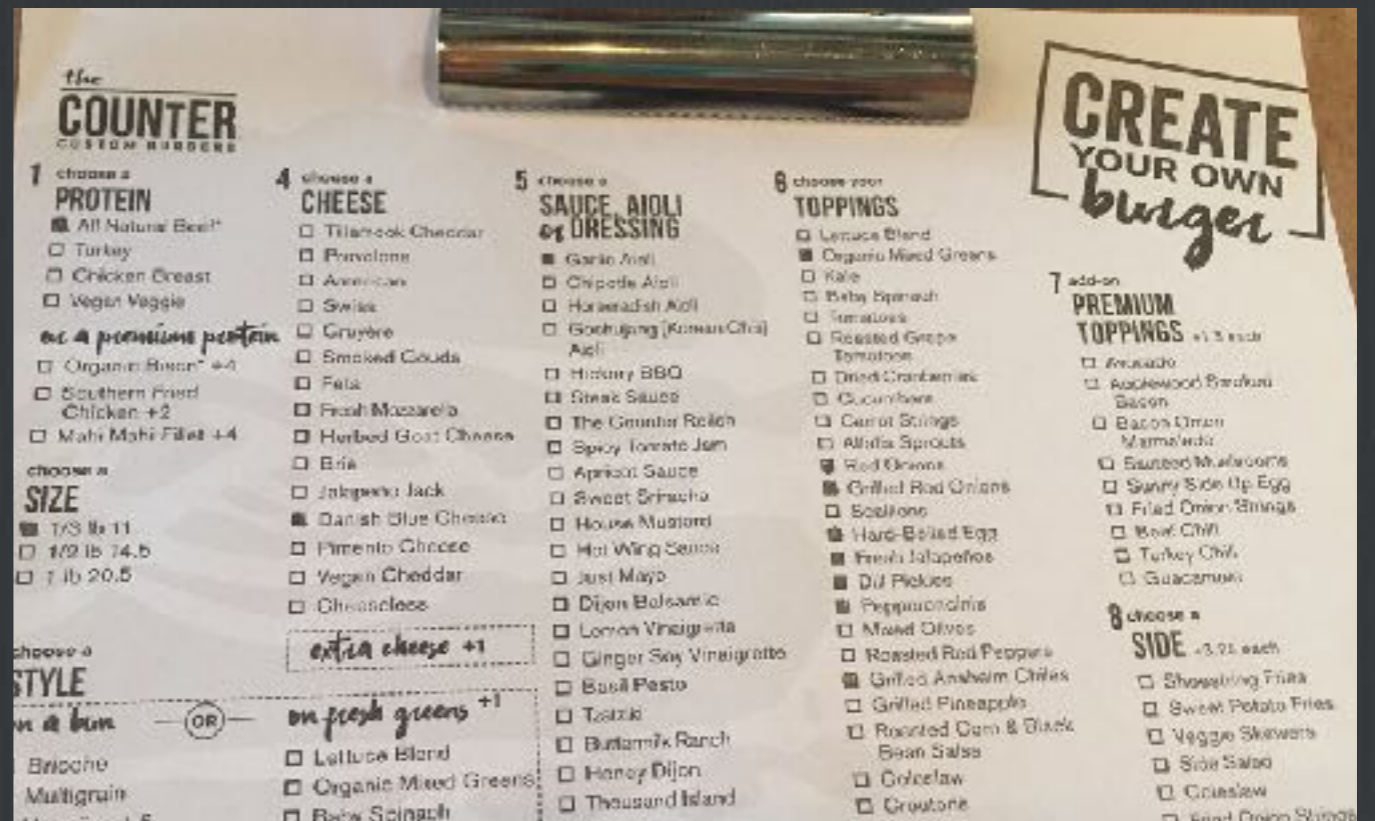 the
COUNTER
CUSTOM BURGERS
CREATE
YOUR OWN
burger
1 choose a
PROTEIN
All Natural Beef*
Turkey
Chicken Breast
Vegan Veggie
or a premium protein
Organic Bison* +4
Southern Fried
Chicken +2
Mahi Mahi Fillet +4
choose a
SIZE
1/3 lb 11
1/2 lb 14.5
1 lb 20.5
choose a
STYLE
on a bun
OR
on fresh greens +1
Brioche
Multigrain
Lettuce Blend
Organic Mixed Greens
Baby Spinach
4 choose a
CHEESE
Tillamook Cheddar
Provolone
American
Swiss
Gruyère
Smoked Gouda
Feta
Fresh Mozzarella
Herbed Goat Cheese
Brie
Jalapeño Jack
Danish Blue Cheese
Pimento Cheese
Vegan Cheddar
Cheeseless
extra cheese +1
5 choose a
SAUCE, AIOLI
or DRESSING
Garlic Aioli
Chipotle Aioli
Horseradish Aioli
Gochujang [Korean Chili]
Aioli
Hickory BBQ
Steak Sauce
The Counter Relish
Spicy Tomato Jam
Apricot Sauce
Sweet Sriracha
House Mustard
Hot Wing Sauce
Just Mayo
Dijon Balsamic
Lemon Vinaigrette
Ginger Soy Vinaigrette
Basil Pesto
Tzatziki
Buttermilk Ranch
Honey Dijon
Thousand Island
6 choose your
TOPPINGS
Lettuce Blend
Organic Mixed Greens
Kale
Baby Spinach
Tomatoes
Roasted Grape
Tomatoes
Dried Cranberries
Cucumbers
Carrot Strings
Alfalfa Sprouts
Red Onions
Grilled Red Onions
Scallions
Hard-Boiled Egg
Fresh Jalapeños
Dill Pickles
Pepperoncinis
Mixed Olives
Roasted Red Peppers
Grilled Anaheim Chiles
Grilled Pineapple
Roasted Corn & Black
Bean Salsa
Coleslaw
Croutons
7 add-on
PREMIUM
TOPPINGS +1.5 each
Avocado
Applewood Smoked
Bacon
Bacon Onion
Marmalade
Sauteed Mushrooms
Sunny Side Up Egg
Fried Onion Strings
Beef Chili
Turkey Chili
Guacamole
8 choose a
SIDE each
Shoestring Fries
Sweet Potato Fries
Veggie Skewers
Side Salad
Coleslaw
Fried Onion Strings